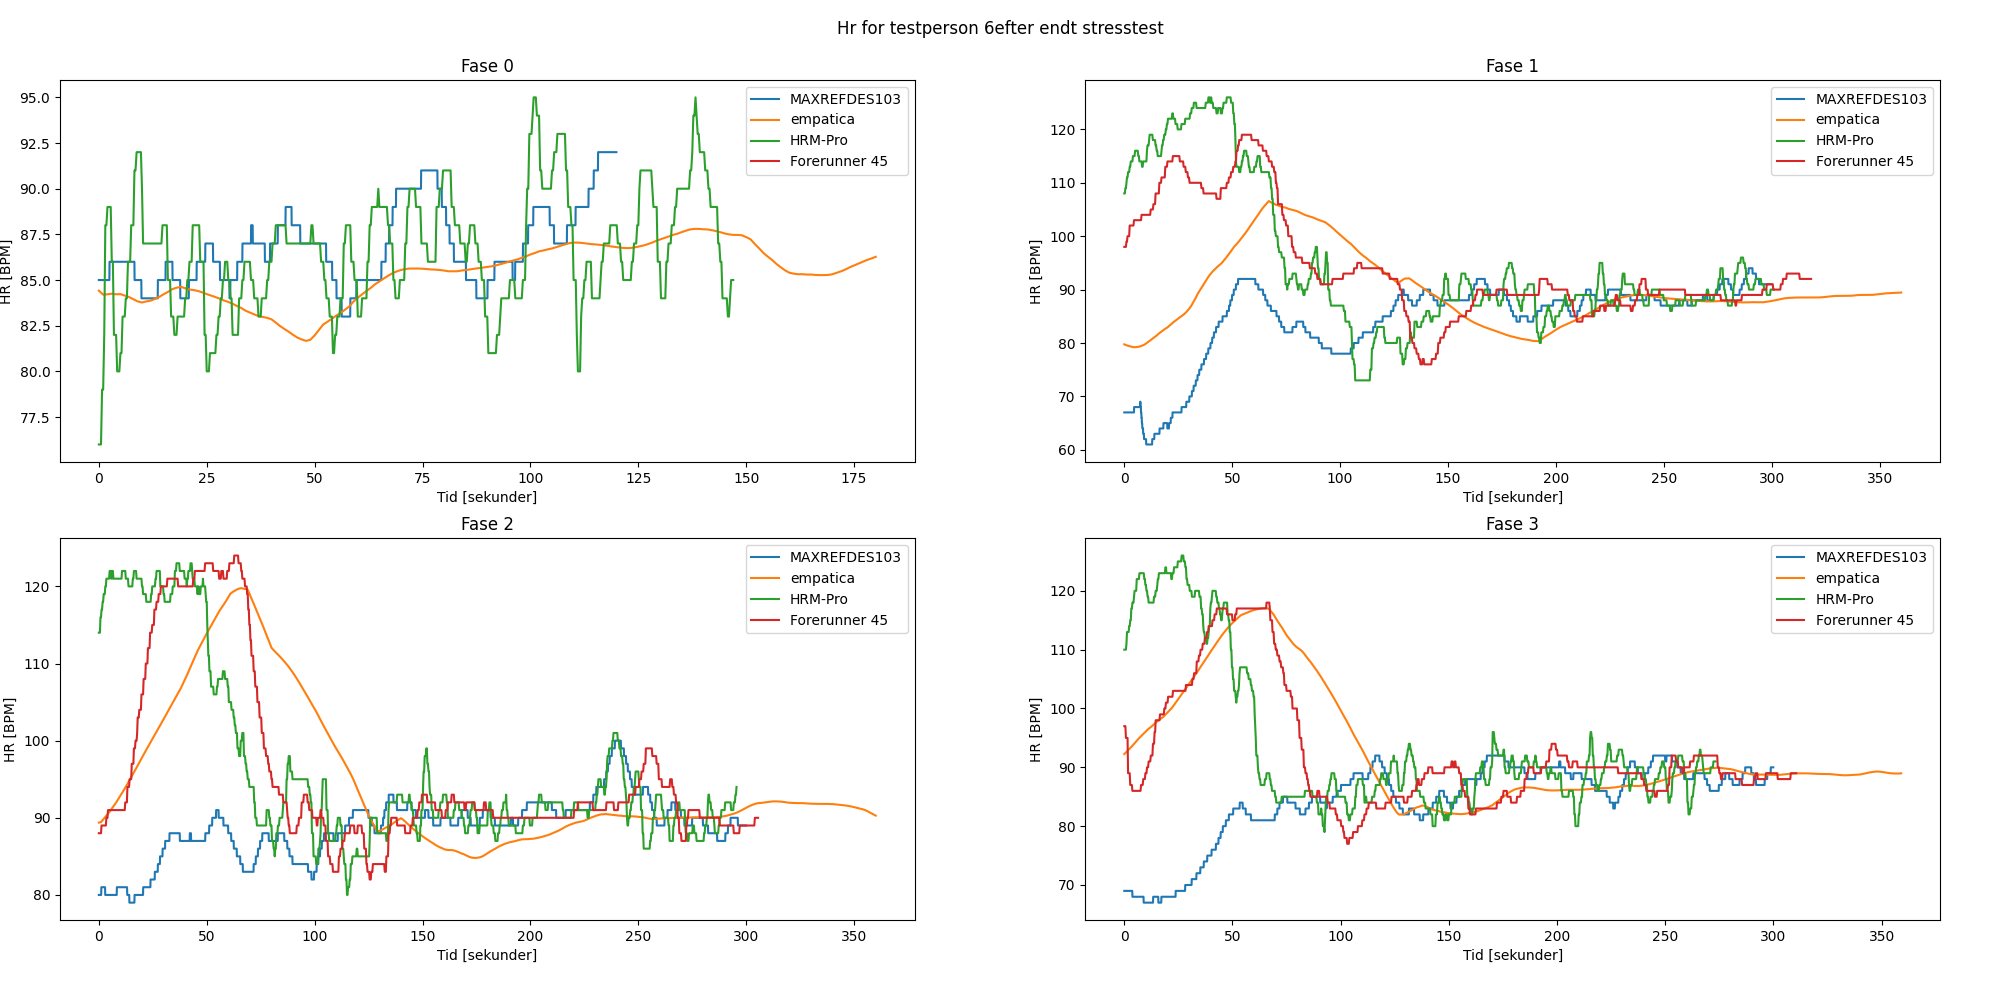 Hr for testperson 6efter endt stresstest
Fase 0
95.0
92.5
90.0
87.5
85.0
82.5
80.0
77.5
HR [BPM]
0 25 50 75 100 125 150 175
Tid [sekunder]
MAXREFDES103
empatica
HRM-Pro
Forerunner 45
Fase 1
120
110
100
90
80
70
60
HR [BPM]
0 50 100 150 200 250 300 350
Tid [sekunder]
MAXREFDES103
empatica
HRM-Pro
Forerunner 45
Fase 2
120
110
100
90
80
HR [BPM]
0 50 100 150 200 250 300 350
Tid [sekunder]
MAXREFDES103
empatica
HRM-Pro
Forerunner 45
Fase 3
120
110
100
90
80
70
HR [BPM]
0 50 100 150 200 250 300 350
Tid [sekunder]
MAXREFDES103
empatica
HRM-Pro
Forerunner 45